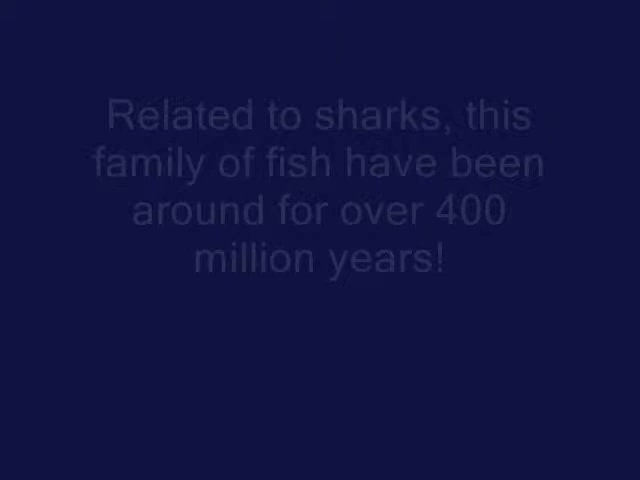 Related to sharks, this
family of fish have been
around for over 400
million years!